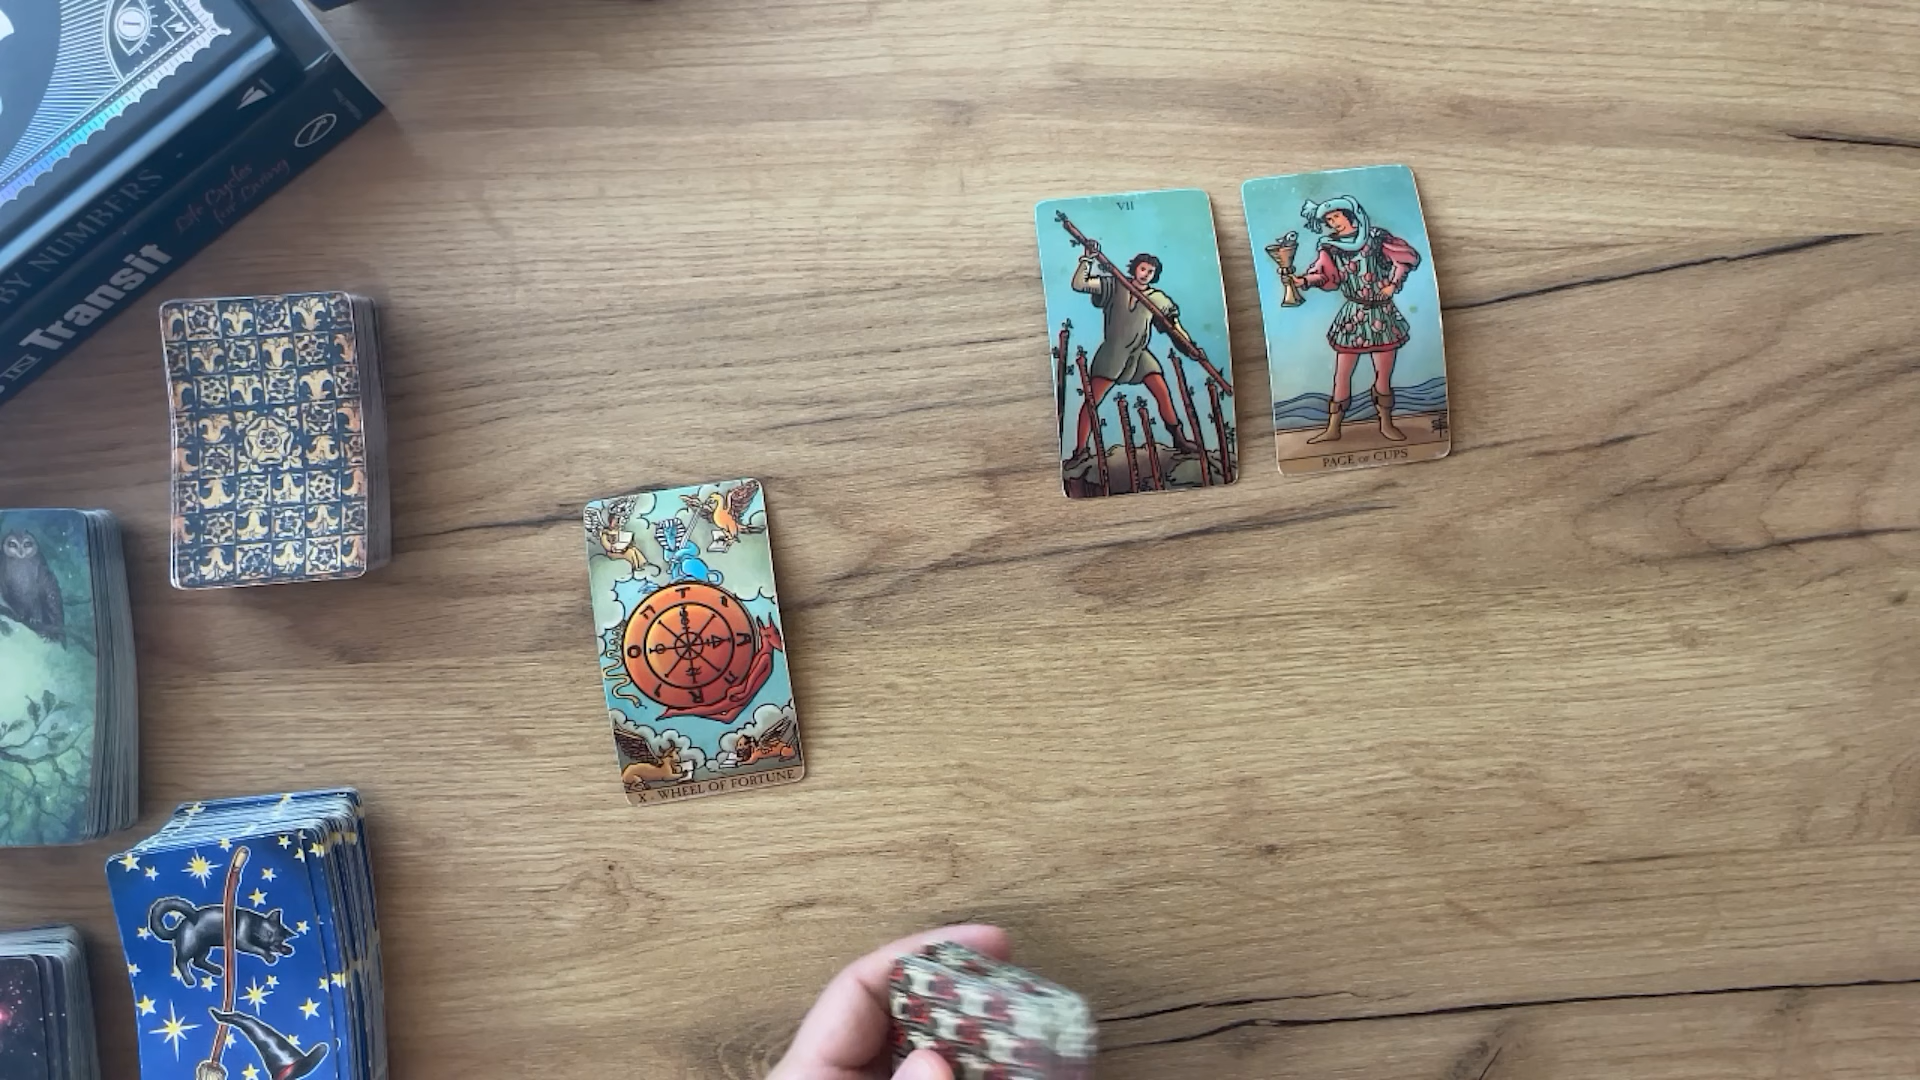 BY NUMBERS
Transit
Life Cycles
for Living
VII
PAGE OF CUPS
X • WHEEL OF FORTUNE